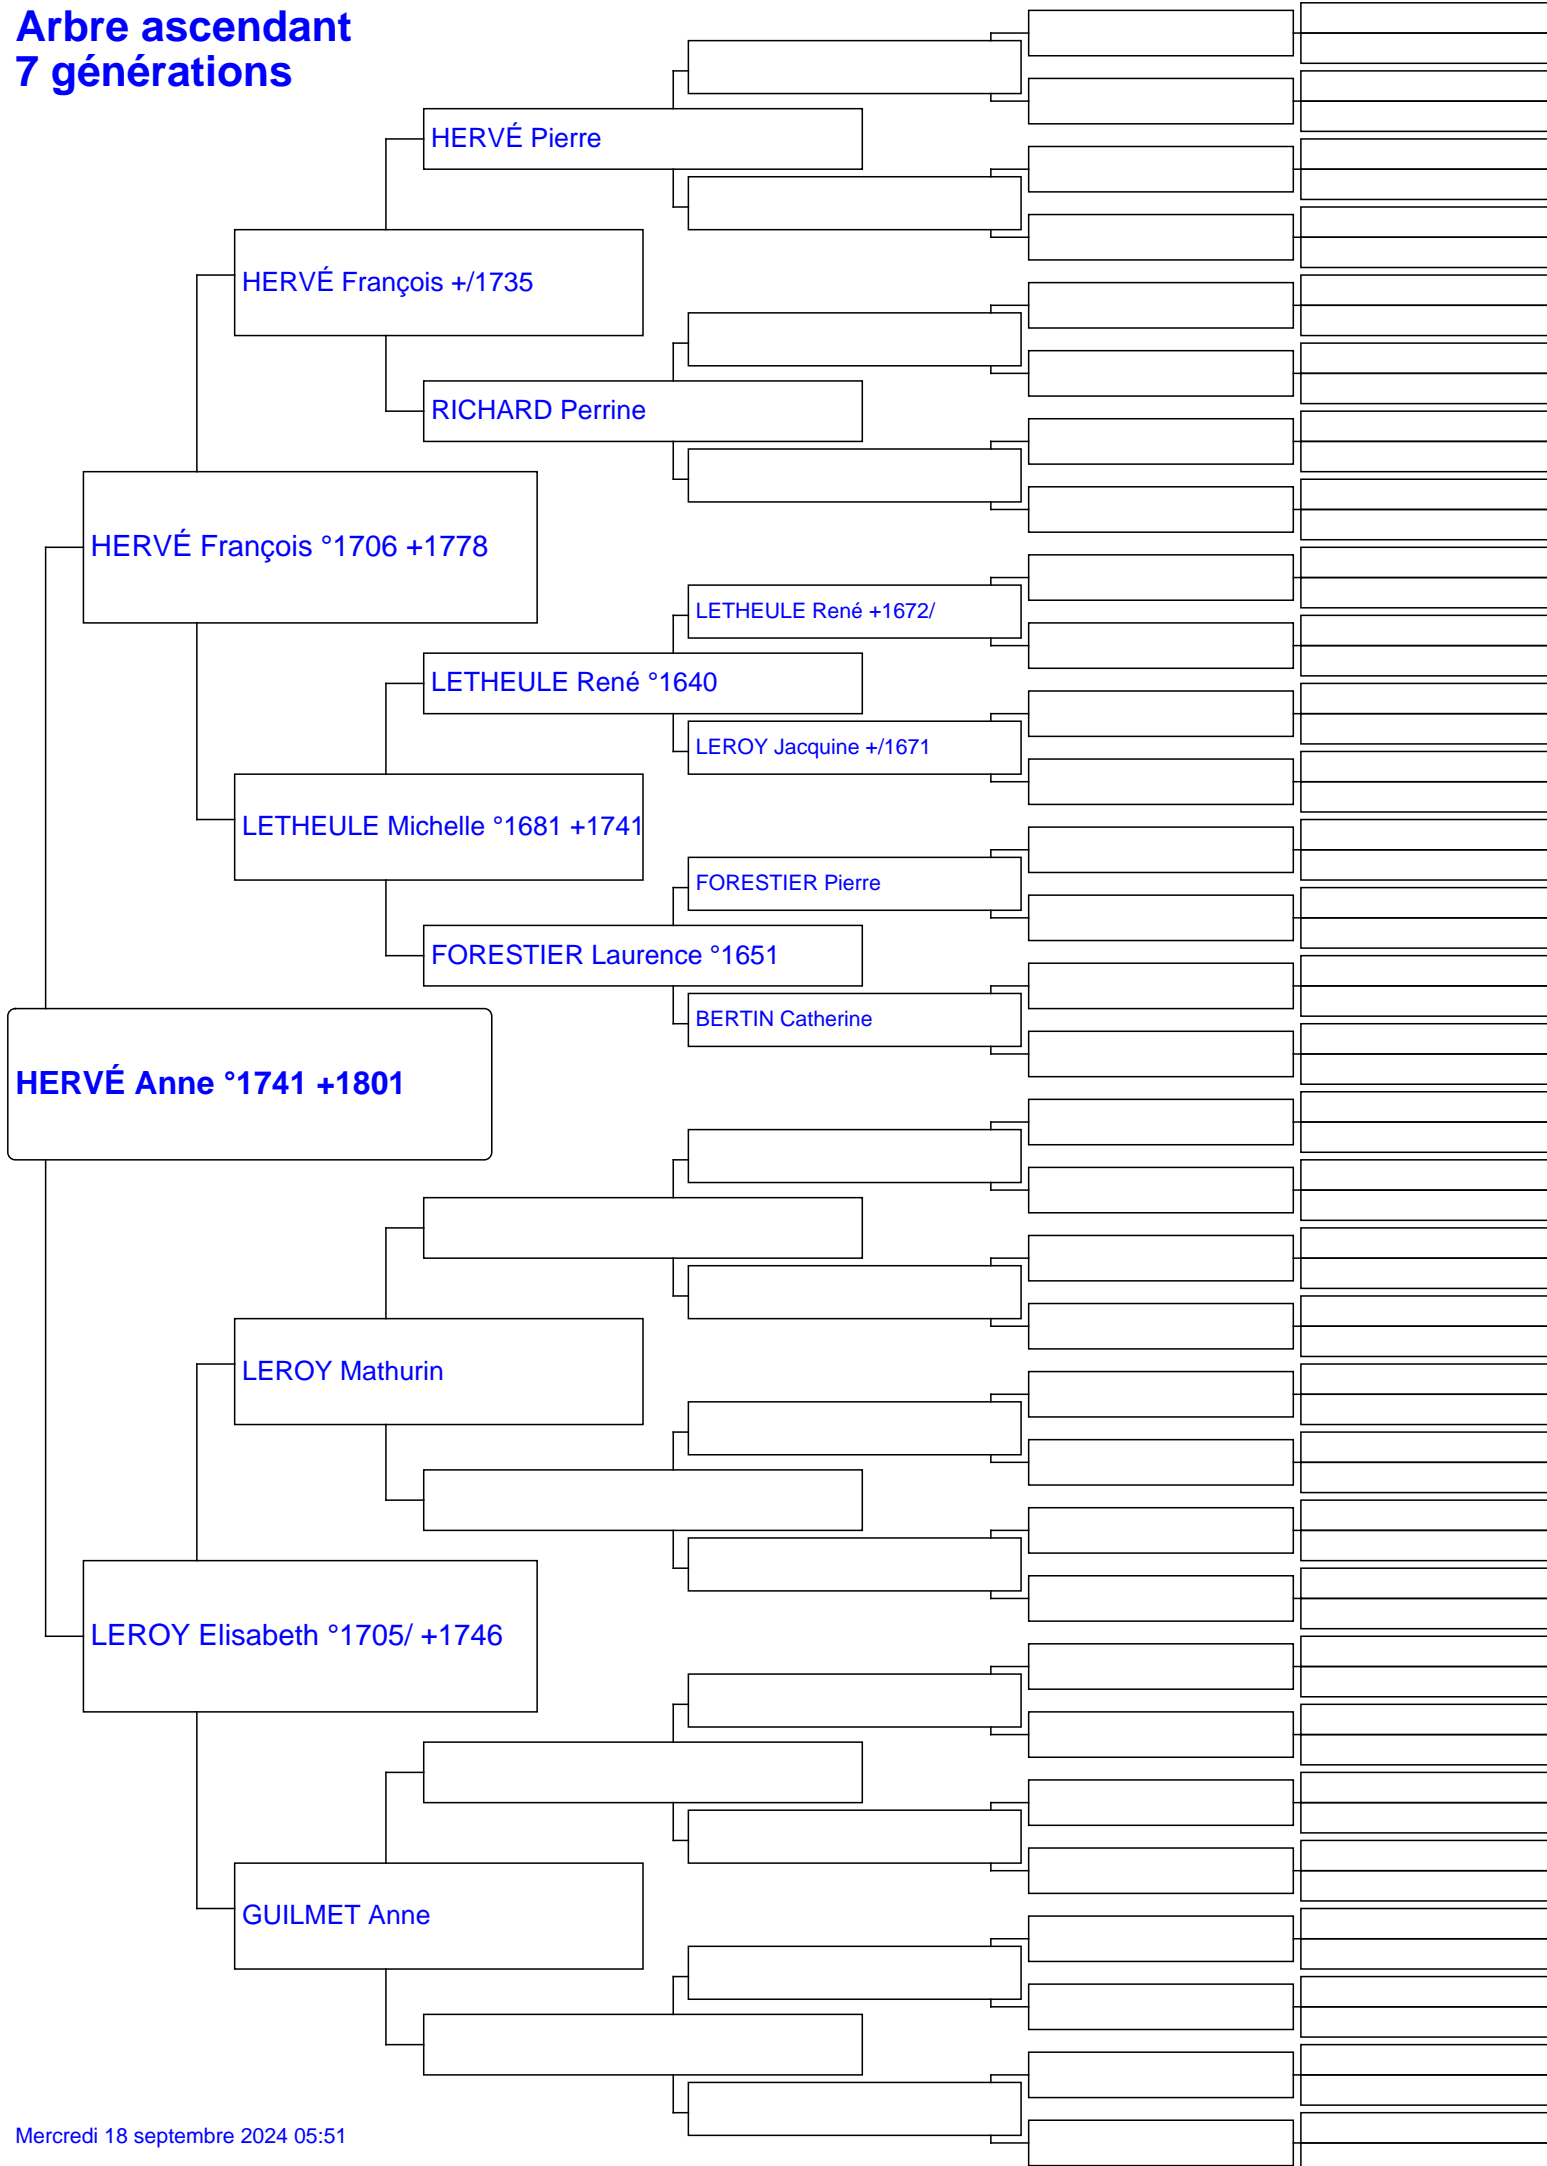 Arbre ascendant
7 générations
HERVÉ Pierre
HERVÉ François +/1735
RICHARD Perrine
HERVÉ François °1706 +1778
LETHEULE René +1672/
LETHEULE René °1640
LEROY Jacquine +/1671
LETHEULE Michelle °1681 +1741
FORESTIER Pierre
FORESTIER Laurence °1651
BERTIN Catherine
HERVÉ Anne °1741 +1801
LEROY Mathurin
LEROY Elisabeth °1705/ +1746
GUILMET Anne
Mercredi 18 septembre 2024 05:51